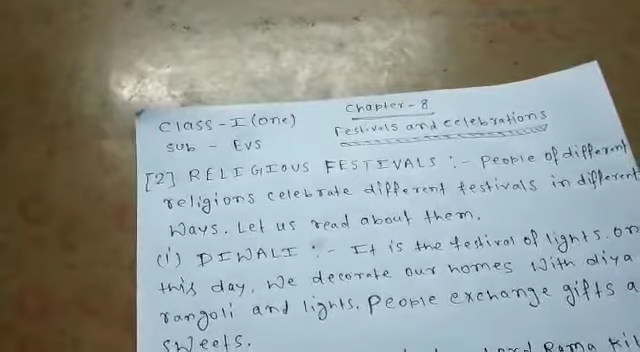 Class-I (one)
Chapter-8
Sub - EVS
Festivals and celebrations
[2] RELIGIOUS FESTIVALS :- People of different
religions celebrate different festivals in different
ways. Let us read about them.
(i) DIWALI :- It is the festival of lights. On
this day, we decorate our homes with diya
rangoli and lights. People exchange gifts a
sweets.
Lord Rama